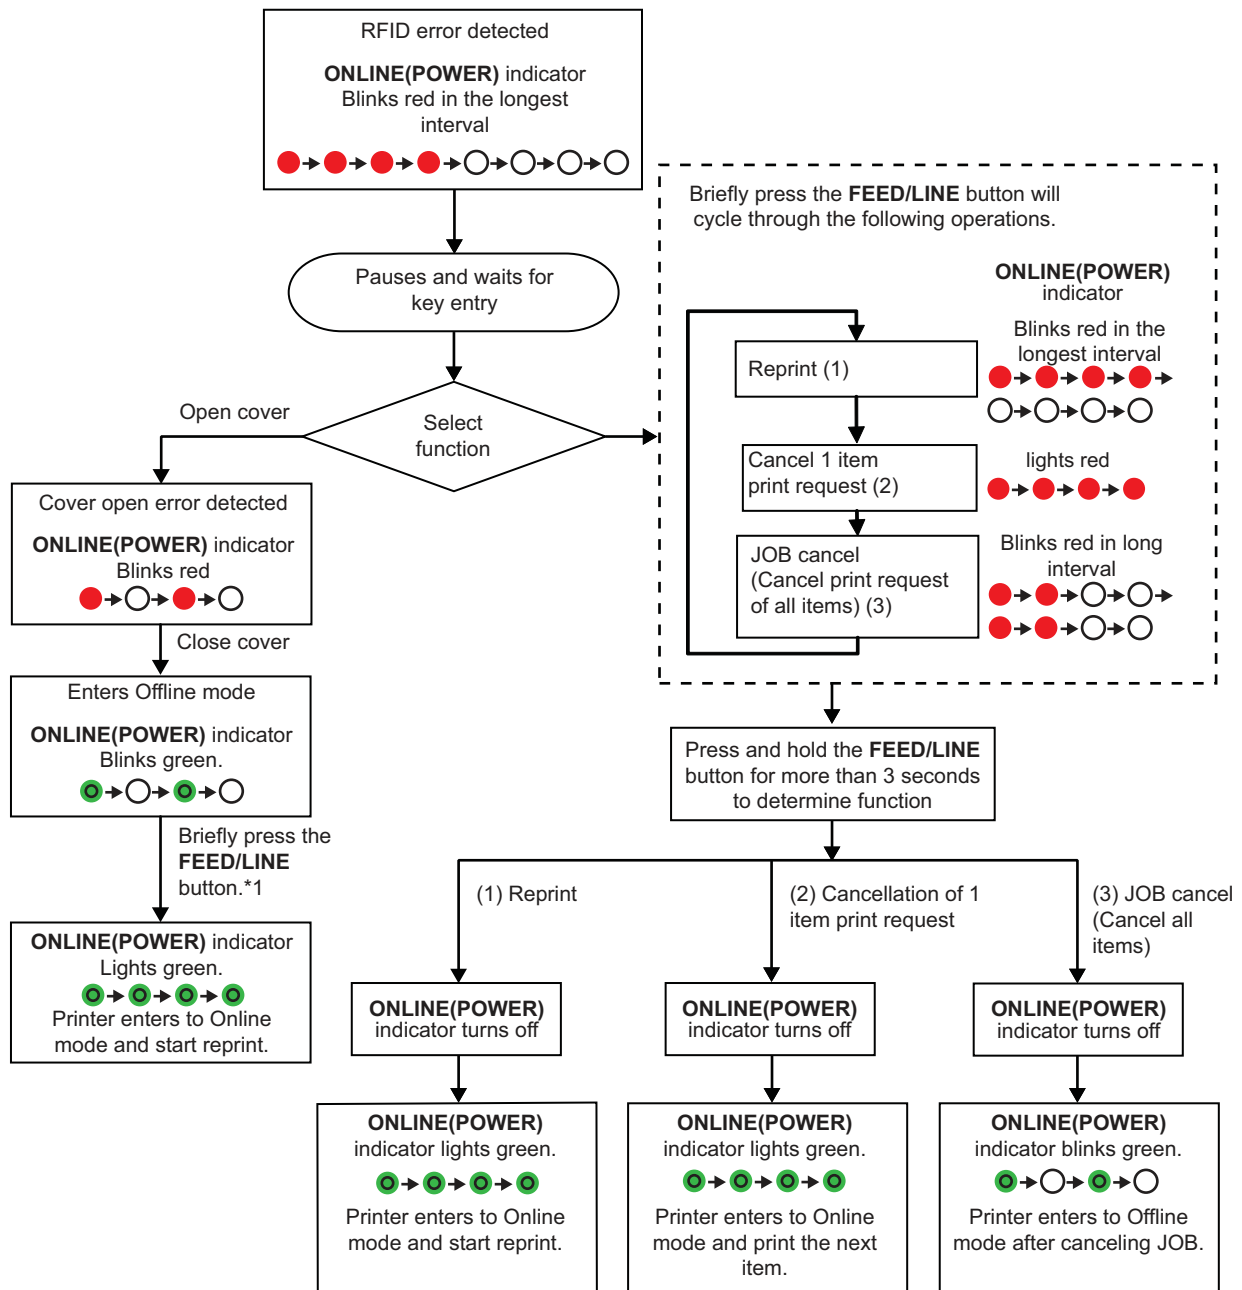 RFID error detected
ONLINE(POWER) indicator
Blinks red in the longest
interval
Pauses and waits for
key entry
Select
function
Open cover
Cover open error detected
ONLINE(POWER) indicator
Blinks red
Close cover
Enters Offline mode
ONLINE(POWER) indicator
Blinks green.
Briefly press the
FEED/LINE
button.*1
ONLINE(POWER) indicator
Lights green.
Printer enters to Online
mode and start reprint.
Briefly press the FEED/LINE button will
cycle through the following operations.
ONLINE(POWER)
indicator
Reprint (1)
Blinks red in the
longest interval
Cancel 1 item
print request (2)
lights red
JOB cancel
(Cancel print request
of all items) (3)
Blinks red in long
interval
Press and hold the FEED/LINE
button for more than 3 seconds
to determine function
(1) Reprint
ONLINE(POWER)
indicator turns off
ONLINE(POWER)
indicator lights green.
Printer enters to Online
mode and start reprint.
(2) Cancellation of 1
item print request
ONLINE(POWER)
indicator turns off
ONLINE(POWER)
indicator lights green.
Printer enters to Online
mode and print the next
item.
(3) JOB cancel
(Cancel all
items)
ONLINE(POWER)
indicator turns off
ONLINE(POWER)
indicator blinks green.
Printer enters to Offline
mode after canceling JOB.